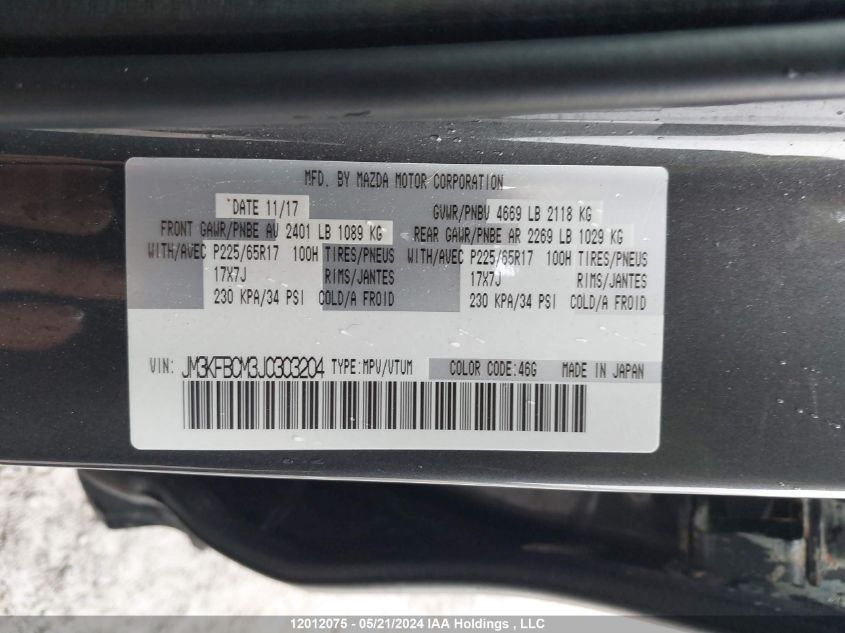 MFD. BY MAZDA MOTOR CORPORATION
DATE 11/17 GVWR/PNBV 4669 LB 2118 KG
FRONT GAWR/PNBE AV 2401 LB 1089 KG REAR GAWR/PNBE AR 2269 LB 1029 KG
WITH/AVEC P225/65R17 100H TIRES/PNEUS WITH/AVEC P225/65R17 100H TIRES/PNEUS
17X7J RIMS/JANTES 17X7J RIMS/JANTES
230 KPA/34 PSI COLD/A FROID 230 KPA/34 PSI COLD/A FROID
VIN: JM3KFBCM3J0303204 TYPE:MPV/VTUM COLOR CODE:46G MADE IN JAPAN
12012075 - 05/21/2024 IAA Holdings , LLC